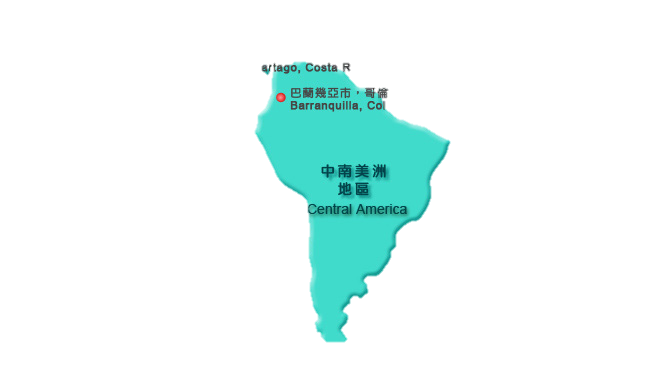 artago, Costa R
巴蘭幾亞市，哥倫
Barranquilla, Col
中南美洲
地區
Central America